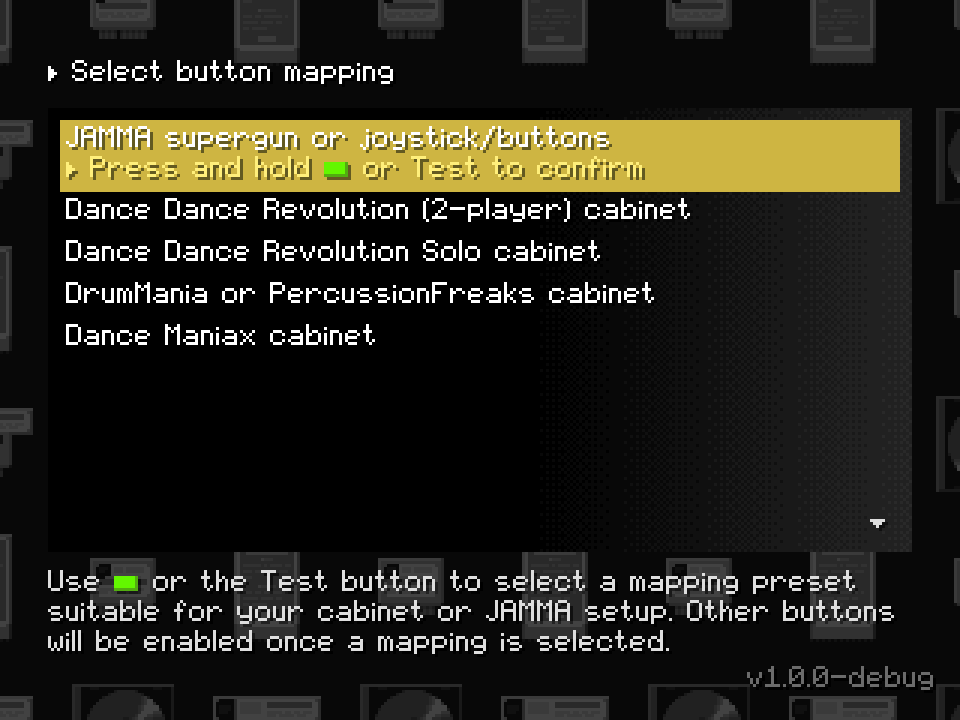 Select button mapping
JAMMA supergun or joystick/buttons
Press and hold or Test to confirm
Dance Dance Revolution (2-player) cabinet
Dance Dance Revolution Solo cabinet
DrumMania or PercussionFreaks cabinet
Dance Maniax cabinet
Use or the Test button to select a mapping preset
suitable for your cabinet or JAMMA setup. Other buttons
will be enabled once a mapping is selected.
v1.0.0-debug